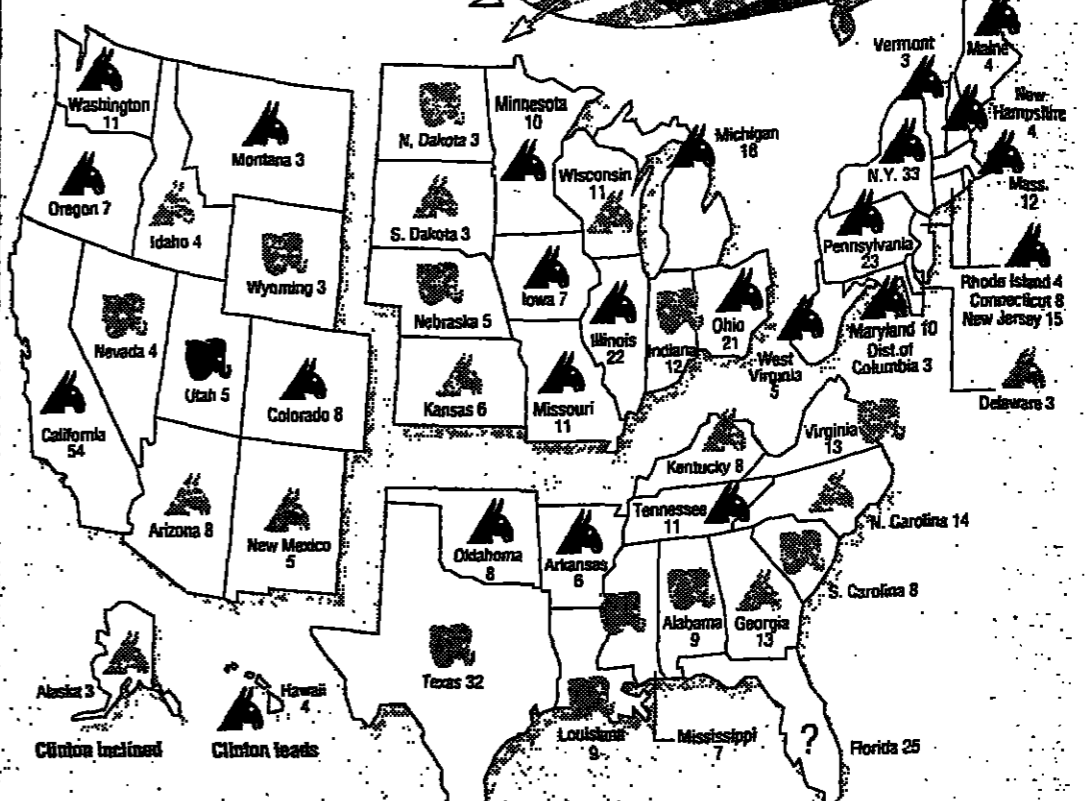 Vermont
3
Maine
4
Washington
11
New
Hampshire
4
Minnesota
10
N. Dakota 3
Montana 3
Michigan
18
N.Y. 33
Wisconsin
11
Mass.
12
Oregon 7
Idaho 4
S. Dakota 3
Pennsylvania
23
Wyoming 3
Iowa 7
Rhode Island 4
Connecticut 8
New Jersey 15
Nebraska 5
Ohio
21
Nevada 4
Illinois
22
Indiana
12
West
Virginia
5
Maryland 10
Dist. of
Columbia 3
Utah 5
Colorado 8
Kansas 6
Missouri
11
Delaware 3
California
54
Virginia
13
Kentucky 8
Tennessee
11
N. Carolina 14
Arizona 8
New Mexico
5
Oklahoma
8
Arkansas
6
S. Carolina 8
Alabama
9
Georgia
13
Texas 32
Alaska 3
Hawaii
4
Louisiana
9
Mississippi
7
?
Florida 25
Clinton inclined
Clinton leads